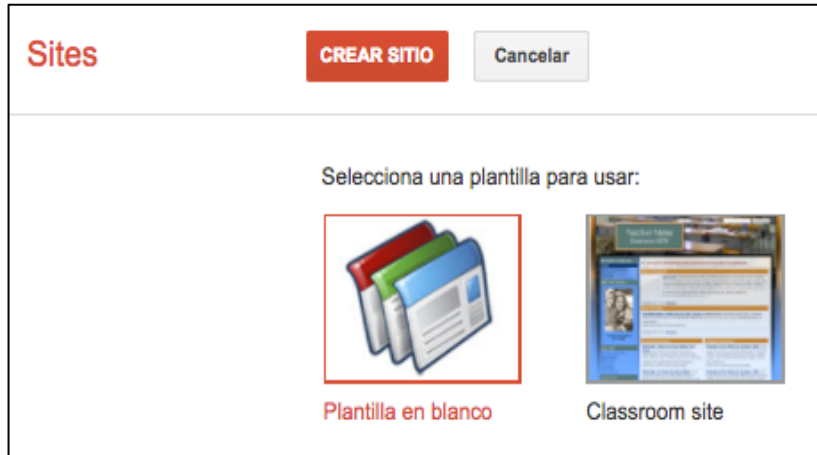 Sites
CREAR SITIO
Cancelar
Selecciona una plantilla para usar:
Plantilla en blanco
Classroom site